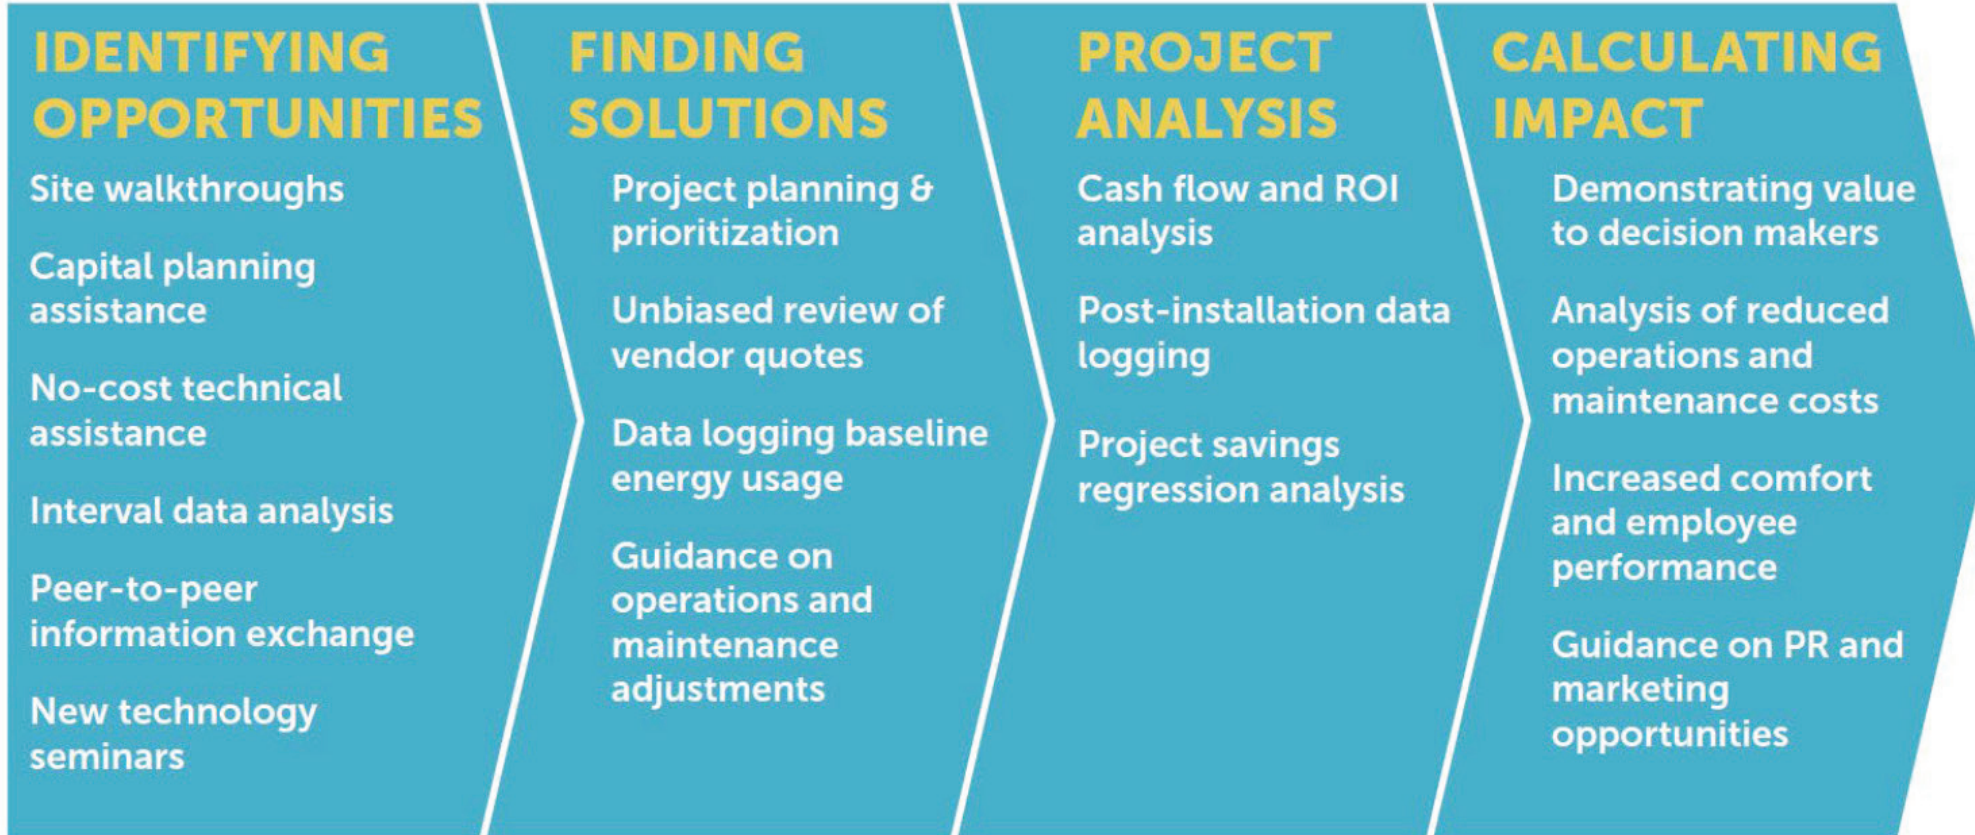 IDENTIFYING
OPPORTUNITIES
Site walkthroughs
Capital planning
assistance
No-cost technical
assistance
Interval data analysis
Peer-to-peer
information exchange
New technology
seminars
FINDING
SOLUTIONS
Project planning &
prioritization
Unbiased review of
vendor quotes
Data logging baseline
energy usage
Guidance on
operations and
maintenance
adjustments
PROJECT
ANALYSIS
Cash flow and ROI
analysis
Post-installation data
logging
Project savings
regression analysis
CALCULATING
IMPACT
Demonstrating value
to decision makers
Analysis of reduced
operations and
maintenance costs
Increased comfort
and employee
performance
Guidance on PR and
marketing
opportunities